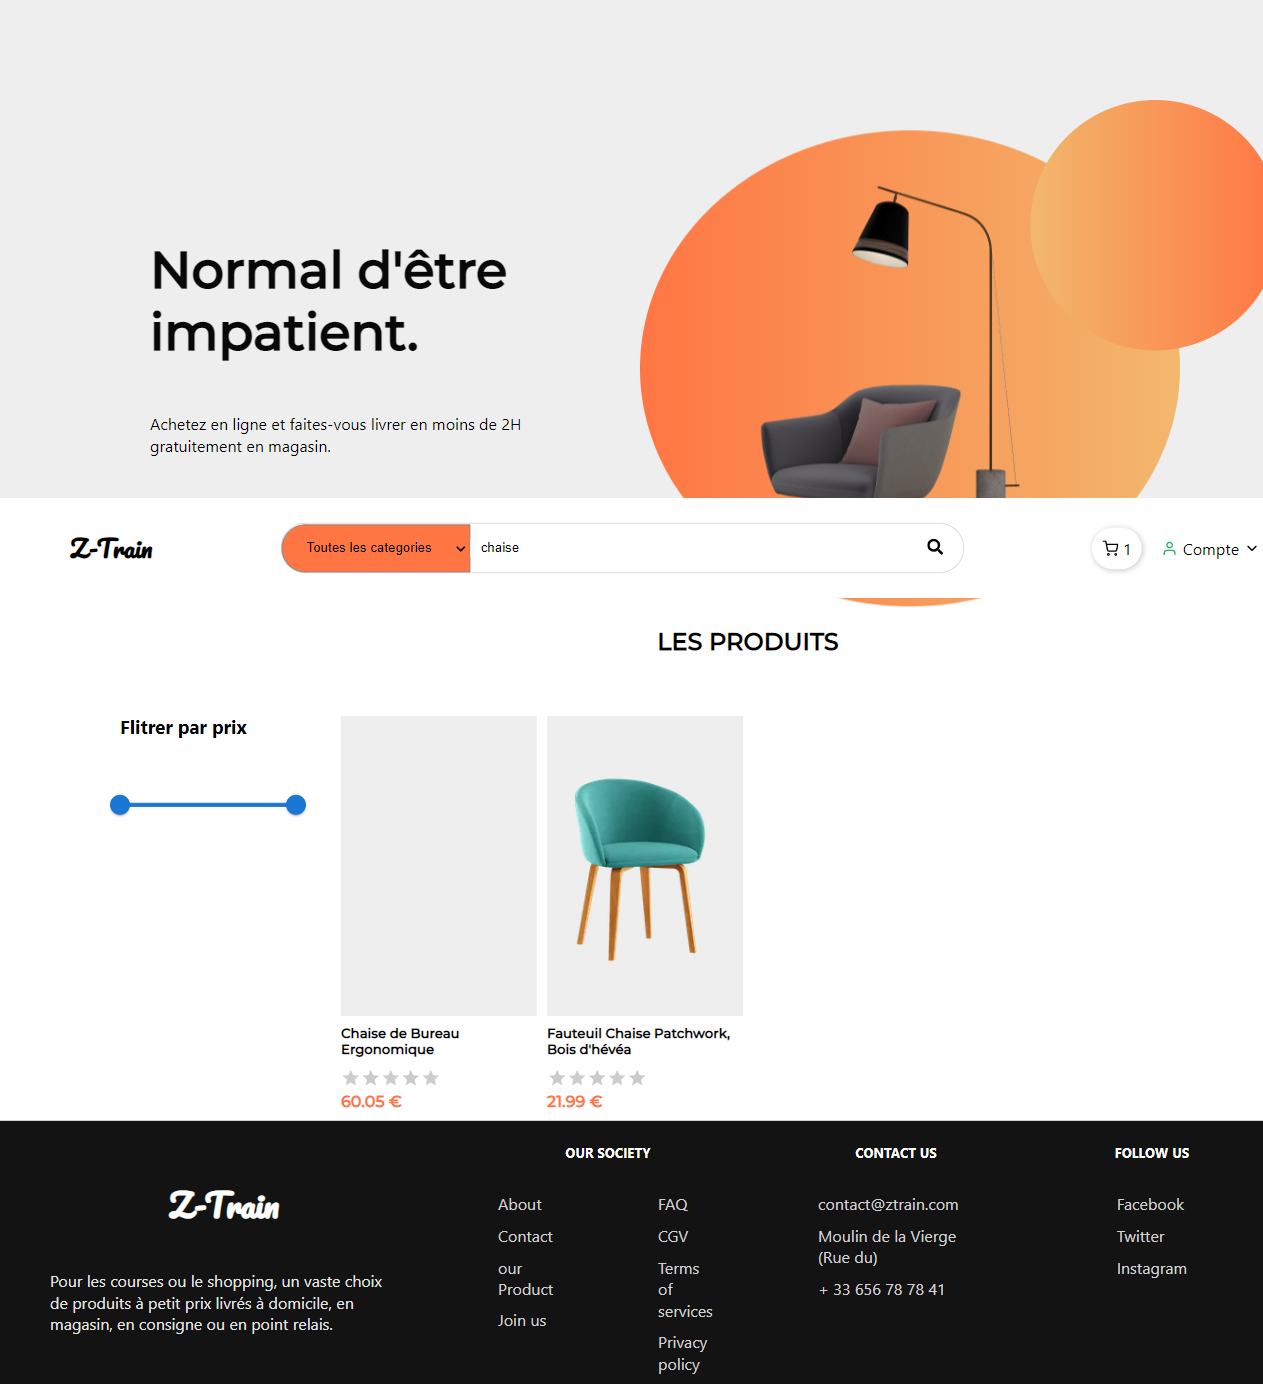 Normal d'être
impatient.
Achetez en ligne et faites-vous livrer en moins de 2H
gratuitement en magasin.
Z-Train
Toutes les categories
chaise
1
Compte
LES PRODUITS
Flitrer par prix
Chaise de Bureau
Ergonomique
60.05 €
Fauteuil Chaise Patchwork,
Bois d'hévéa
21.99 €
Z-Train
Pour les courses ou le shopping, un vaste choix
de produits à petit prix livrés à domicile, en
magasin, en consigne ou en point relais.
OUR SOCIETY
About
Contact
our
Product
Join us
FAQ
CGV
Terms
of
services
Privacy
policy
CONTACT US
contact@ztrain.com
Moulin de la Vierge
(Rue du)
+ 33 656 78 78 41
FOLLOW US
Facebook
Twitter
Instagram